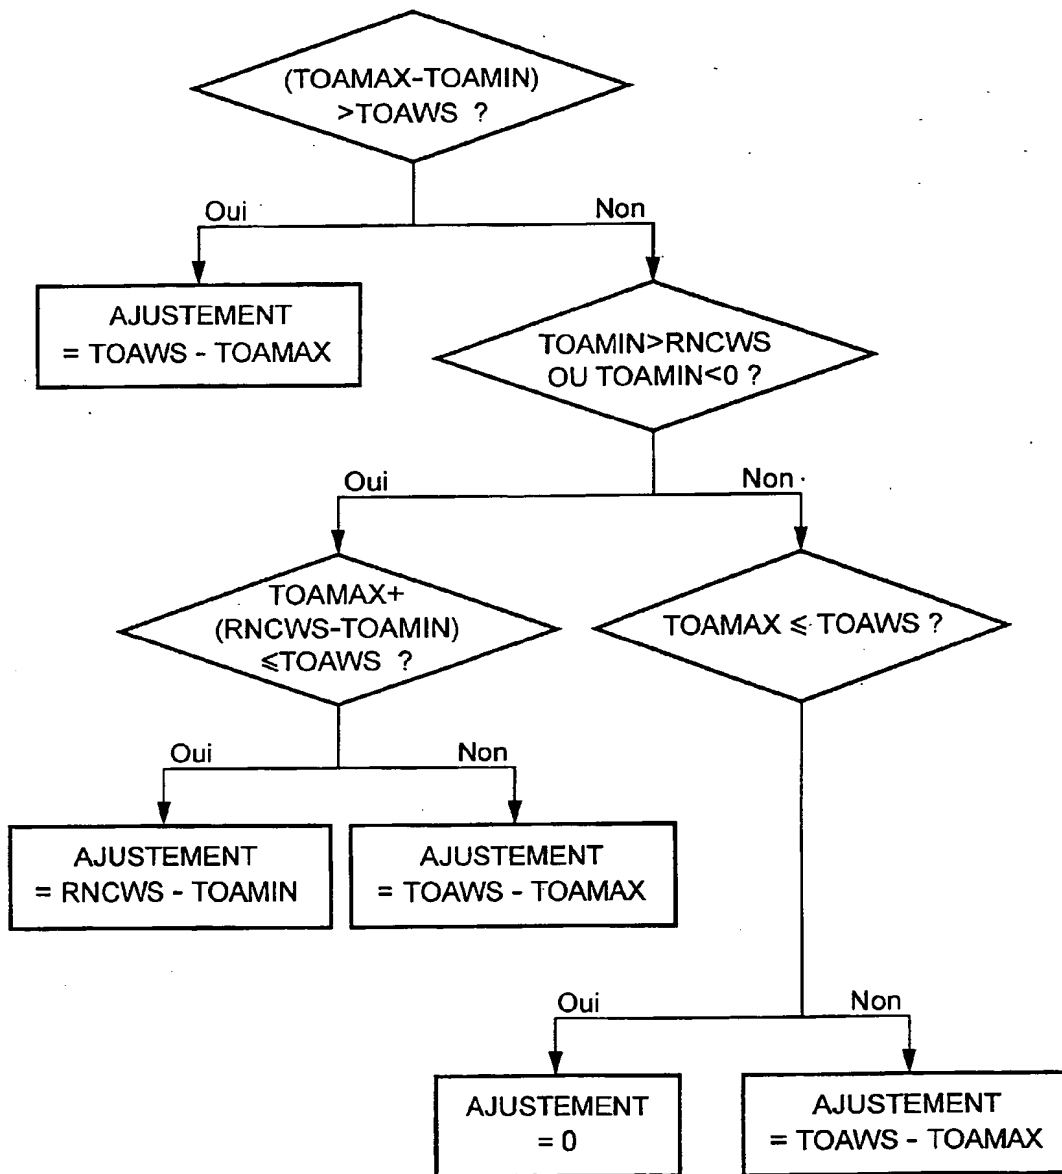 (TOAMAX-TOAMIN)
>TOAWS ?
Oui
Non
AJUSTEMENT
= TOAWS - TOAMAX
TOAMIN>RNCWS
OU TOAMIN<0 ?
Oui
Non
TOAMAX+
(RNCWS-TOAMIN)
⩽TOAWS ?
TOAMAX ⩽ TOAWS ?
Oui
Non
AJUSTEMENT
= RNCWS - TOAMIN
AJUSTEMENT
= TOAWS - TOAMAX
Oui
Non
AJUSTEMENT
= 0
AJUSTEMENT
= TOAWS - TOAMAX